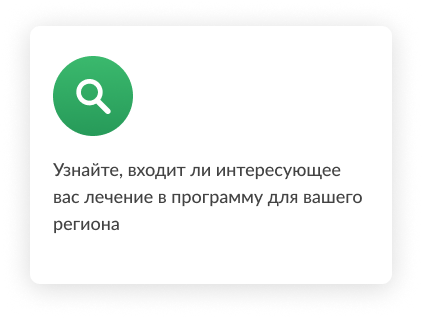 Узнайте, входит ли интересующее
вас лечение в программу для вашего
региона